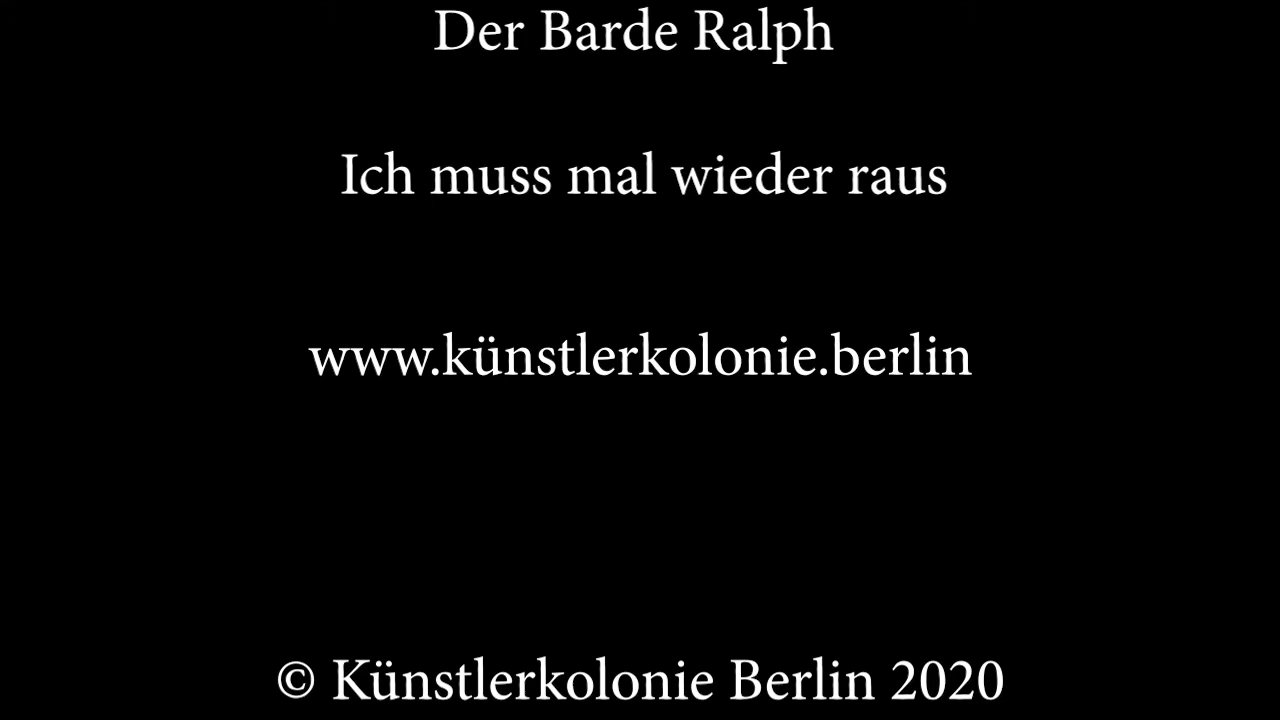 Der Barde Ralph
Ich muss mal wieder raus
www.künstlerkolonie.berlin
© Künstlerkolonie Berlin 2020